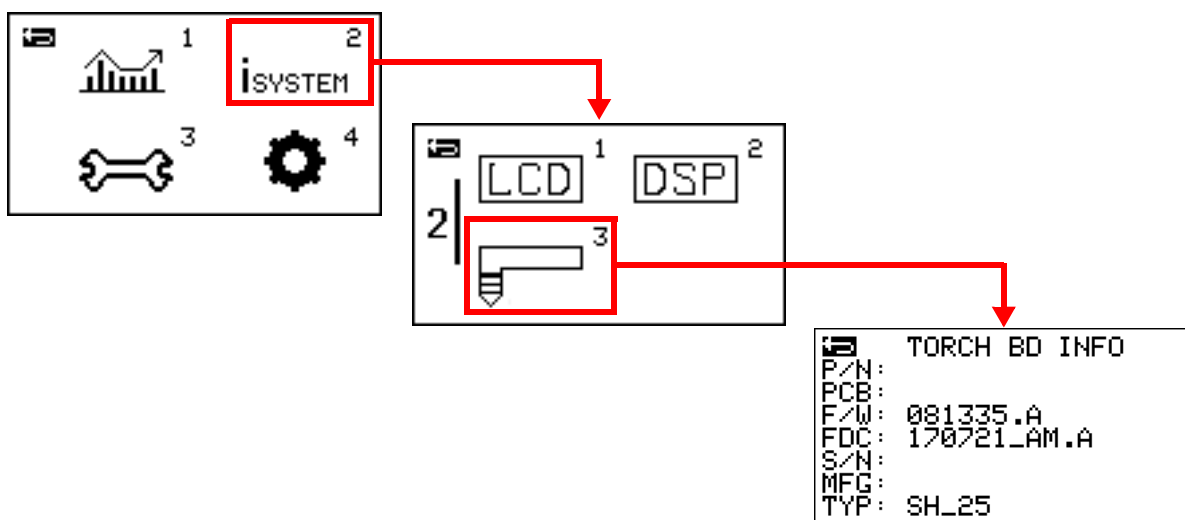 1
2
iSYSTEM
3
4
1
2
LCD
DSP
2
3
TORCH BD INFO
P/N:
PCB:
F/W: 081335.A
FDC: 170721_AM.A
S/N:
MFG:
TYP: SH_25